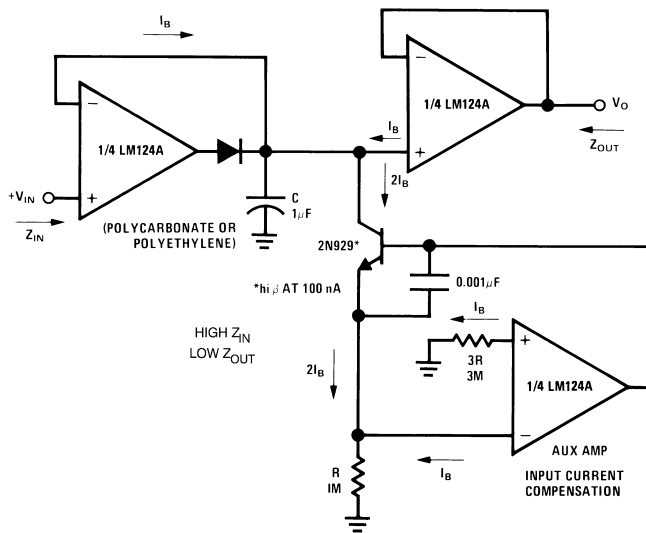 I_B
1/4 LM124A
+V_IN
Z_IN
C
1μF
(POLYCARBONATE OR
POLYETHYLENE)
1/4 LM124A
I_B
V_O
Z_OUT
2I_B
2N929*
0.001μF
*hi β AT 100 nA
HIGH Z_IN
LOW Z_OUT
I_B
3R
3M
1/4 LM124A
2I_B
AUX AMP
INPUT CURRENT
COMPENSATION
I_B
R
1M
−
+
−
+
+
−